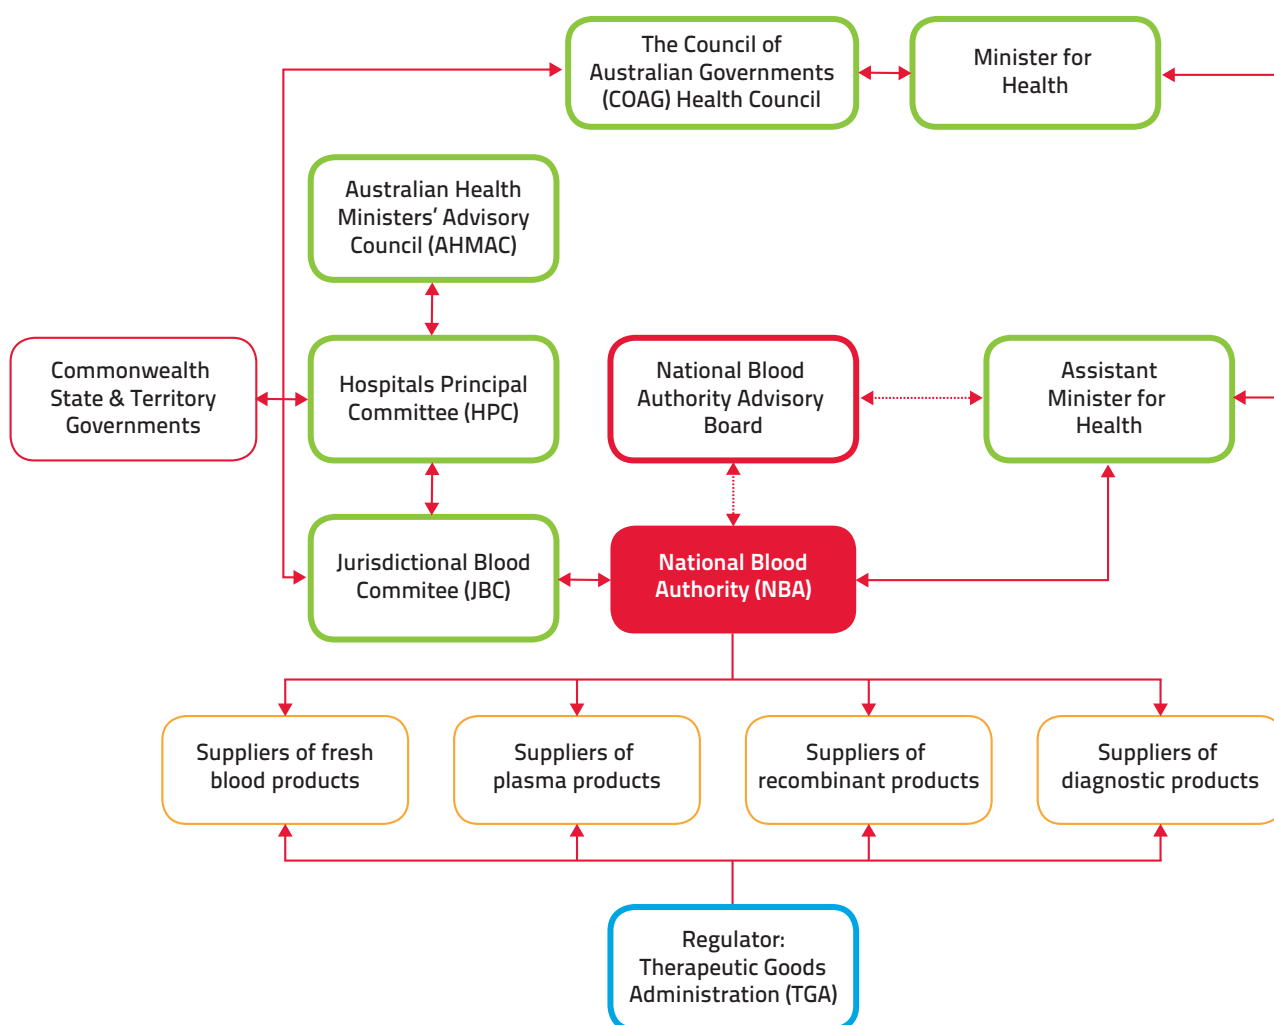 The Council of
Australian Governments
(COAG) Health Council
Minister for
Health
Australian Health
Ministers’ Advisory
Council (AHMAC)
Commonwealth
State & Territory
Governments
Hospitals Principal
Committee (HPC)
National Blood
Authority Advisory
Board
Assistant
Minister for
Health
Jurisdictional Blood
Commitee (JBC)
National Blood
Authority (NBA)
Suppliers of fresh
blood products
Suppliers of
plasma products
Suppliers of
recombinant products
Suppliers of
diagnostic products
Regulator:
Therapeutic Goods
Administration (TGA)